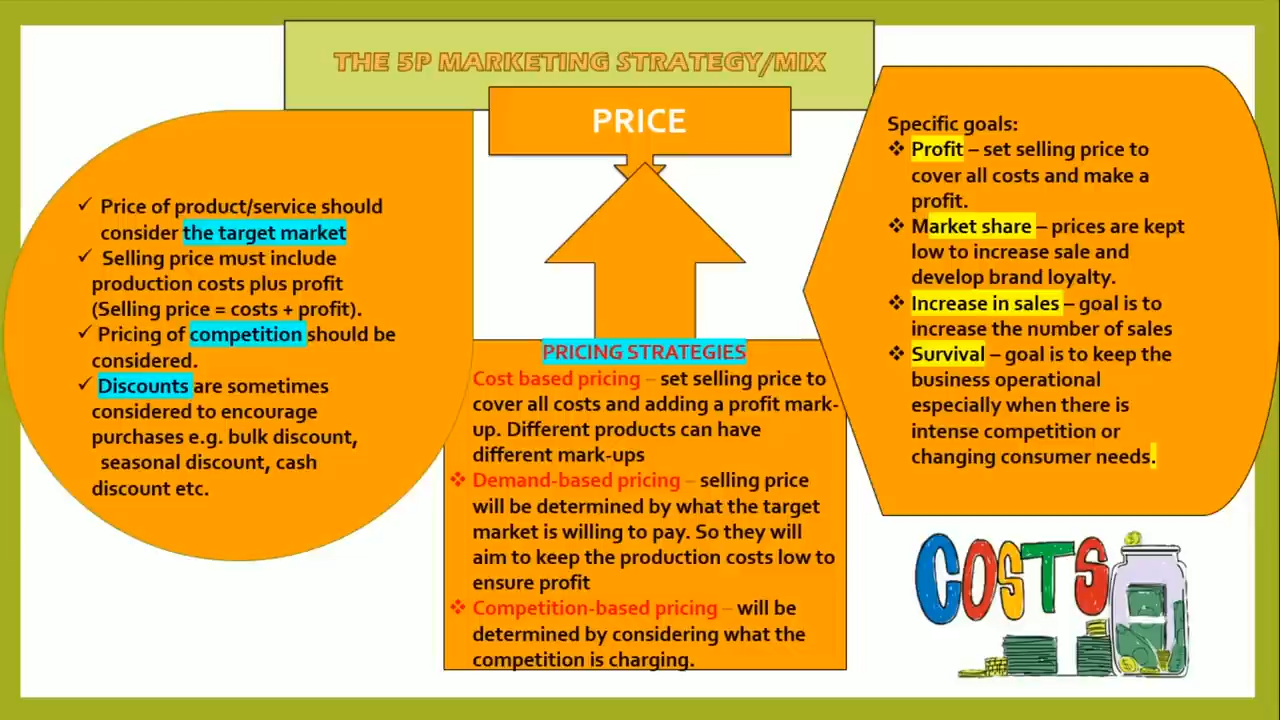 THE 5P MARKETING STRATEGY/MIX
PRICE
✓ Price of product/service should
consider the target market
✓ Selling price must include
production costs plus profit
(Selling price = costs + profit).
✓ Pricing of competition should be
considered.
✓ Discounts are sometimes
considered to encourage
purchases e.g. bulk discount,
seasonal discount, cash
discount etc.
PRICING STRATEGIES
Cost based pricing – set selling price to
cover all costs and adding a profit mark-
up. Different products can have
different mark-ups
❖ Demand-based pricing – selling price
will be determined by what the target
market is willing to pay. So they will
aim to keep the production costs low to
ensure profit
❖ Competition-based pricing – will be
determined by considering what the
competition is charging.
Specific goals:
❖ Profit – set selling price to
cover all costs and make a
profit.
❖ Market share – prices are kept
low to increase sale and
develop brand loyalty.
❖ Increase in sales – goal is to
increase the number of sales
❖ Survival – goal is to keep the
business operational
especially when there is
intense competition or
changing consumer needs.
COSTS